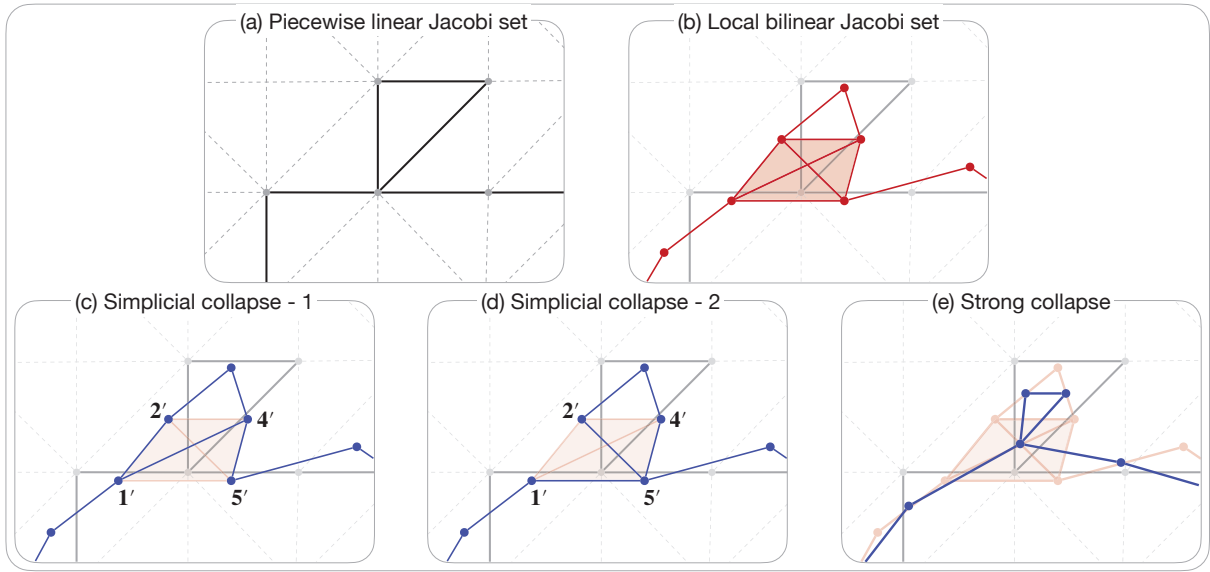 (a) Piecewise linear Jacobi set
(b) Local bilinear Jacobi set
(c) Simplicial collapse - 1
2′
4′
1′
5′
(d) Simplicial collapse - 2
2′
4′
1′
5′
(e) Strong collapse